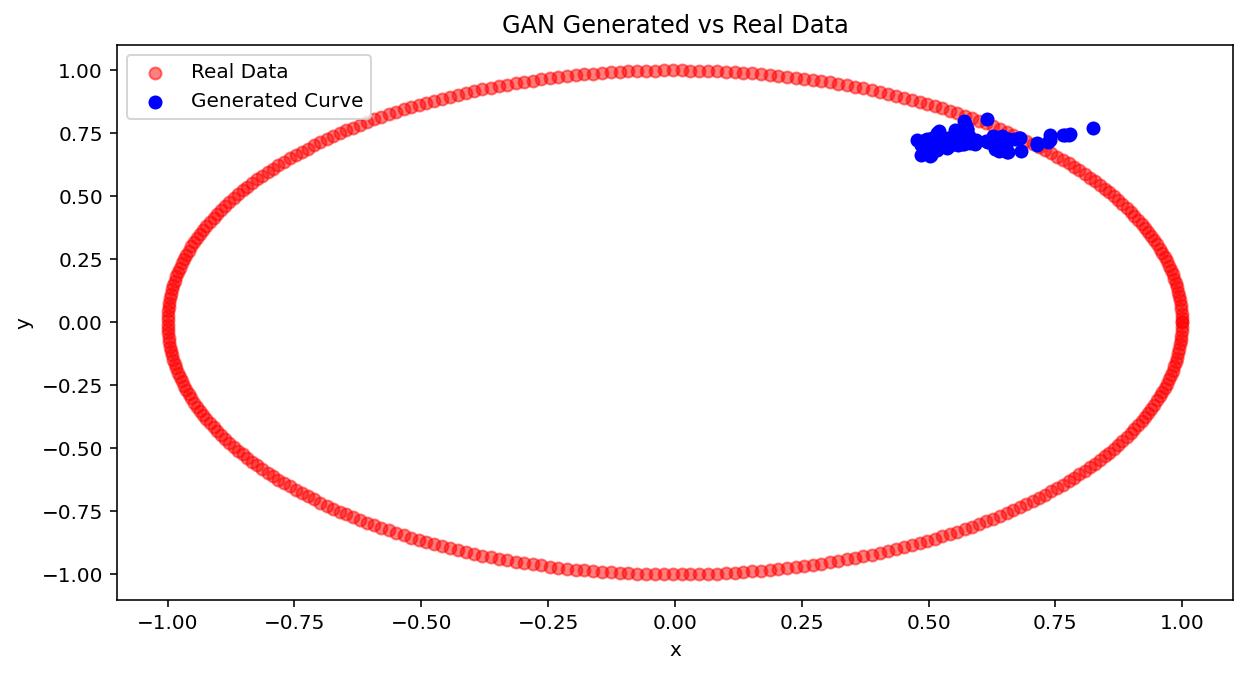 GAN Generated vs Real Data
Real Data
Generated Curve
1.00
0.75
0.50
0.25
0.00
−0.25
−0.50
−0.75
−1.00
y
−1.00 −0.75 −0.50 −0.25 0.00 0.25 0.50 0.75 1.00
x